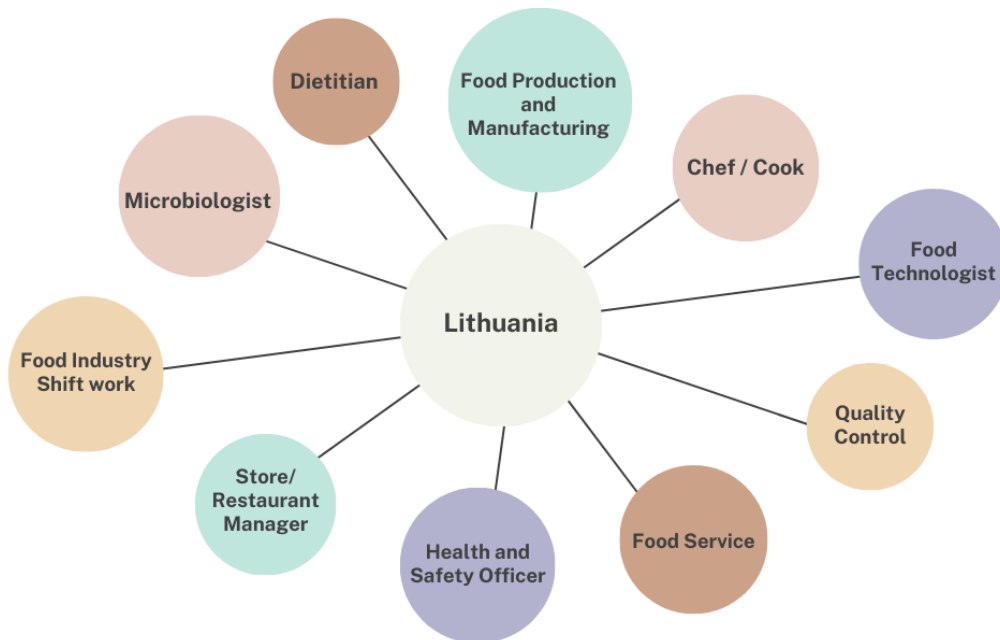 Dietitian
Food Production
and
Manufacturing
Chef / Cook
Microbiologist
Food
Technologist
Lithuania
Food Industry
Shift work
Quality
Control
Store/
Restaurant
Manager
Health and
Safety Officer
Food Service